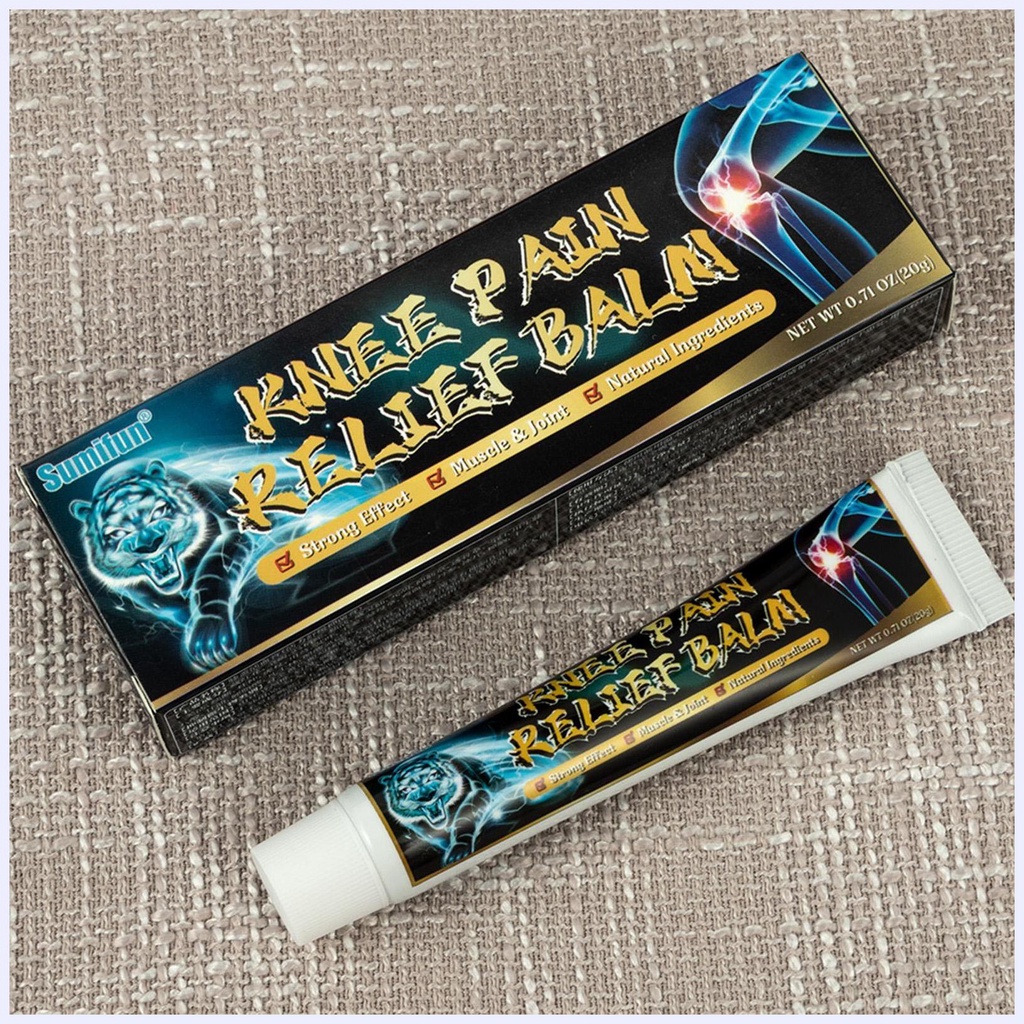 Sumifun®
KNEE PAIN
RELIEF BALM
Strong Effect Muscle & Joint Natural Ingredients
NET WT 0.71 OZ(20g)
KNEE PAIN
RELIEF BALM
Strong Effect Muscle & Joint Natural Ingredients
NET WT 0.71 OZ(20g)